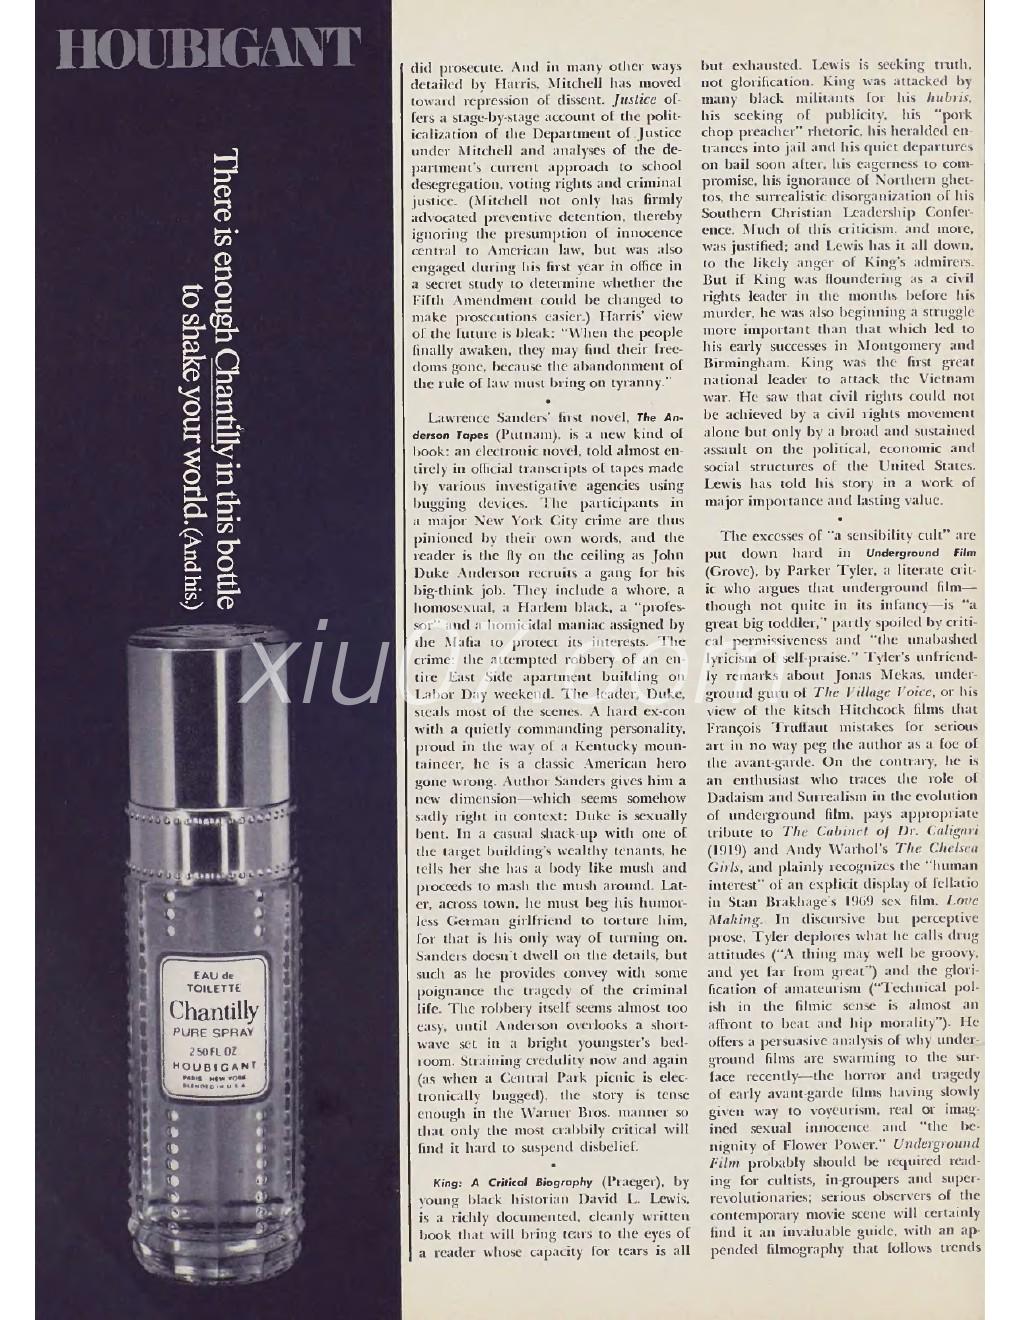 HOUBIGANT
There is enough Chantilly in this bottle
to shake your world. (And his.)
EAU de
TOILETTE
Chantilly
PURE SPRAY
2 50 FL OZ
HOUBIGANT
PARIS NEW YORK
BLENDED IN U S A
did prosecute. And in many other ways
detailed by Harris, Mitchell has moved
toward repression of dissent. Justice of-
fers a stage-by-stage account of the polit-
icalization of the Department of Justice
under Mitchell and analyses of the de-
partment's current approach to school
desegregation, voting rights and criminal
justice. (Mitchell not only has firmly
advocated preventive detention, thereby
ignoring the presumption of innocence
central to American law, but was also
engaged during his first year in office in
a secret study to determine whether the
Fifth Amendment could be changed to
make prosecutions easier.) Harris' view
of the future is bleak: "When the people
finally awaken, they may find their free-
doms gone, because the abandonment of
the rule of law must bring on tyranny."
•
Lawrence Sanders' first novel, The An-
derson Tapes (Putnam), is a new kind of
book: an electronic novel, told almost en-
tirely in official transcripts of tapes made
by various investigative agencies using
bugging devices. The participants in
a major New York City crime are thus
pinioned by their own words, and the
reader is the fly on the ceiling as John
Duke Anderson recruits a gang for his
big-think job. They include a whore, a
homosexual, a Harlem black, a "profes-
sor" and a homicidal maniac assigned by
the Mafia to protect its interests. The
crime: the attempted robbery of an en-
tire East Side apartment building on
Labor Day weekend. The leader, Duke,
steals most of the scenes. A hard ex-con
with a quietly commanding personality,
proud in the way of a Kentucky moun-
taineer, he is a classic American hero
gone wrong. Author Sanders gives him a
new dimension—which seems somehow
sadly right in context: Duke is sexually
bent. In a casual shack-up with one of
the target building's wealthy tenants, he
tells her she has a body like mush and
proceeds to mash the mush around. Lat-
er, across town, he must beg his humor-
less German girlfriend to torture him,
for that is his only way of turning on.
Sanders doesn't dwell on the details, but
such as he provides convey with some
poignance the tragedy of the criminal
life. The robbery itself seems almost too
easy, until Anderson overlooks a short-
wave set in a bright youngster's bed-
room. Straining credulity now and again
(as when a Central Park picnic is elec-
tronically bugged), the story is tense
enough in the Warner Bros. manner so
that only the most crabbily critical will
find it hard to suspend disbelief.
•
King: A Critical Biography (Praeger), by
young black historian David L. Lewis,
is a richly documented, cleanly written
book that will bring tears to the eyes of
a reader whose capacity for tears is all
but exhausted. Lewis is seeking truth,
not glorification. King was attacked by
many black militants for his hubris,
his seeking of publicity, his "pork
chop preacher" rhetoric, his heralded en-
trances into jail and his quiet departures
on bail soon after, his eagerness to com-
promise, his ignorance of Northern ghet-
tos, the surrealistic disorganization of his
Southern Christian Leadership Confer-
ence. Much of this criticism, and more,
was justified; and Lewis has it all down,
to the likely anger of King's admirers.
But if King was floundering as a civil
rights leader in the months before his
murder, he was also beginning a struggle
more important than that which led to
his early successes in Montgomery and
Birmingham. King was the first great
national leader to attack the Vietnam
war. He saw that civil rights could not
be achieved by a civil rights movement
alone but only by a broad and sustained
assault on the political, economic and
social structures of the United States.
Lewis has told his story in a work of
major importance and lasting value.
•
The excesses of "a sensibility cult" are
put down hard in Underground Film
(Grove), by Parker Tyler, a literate crit-
ic who argues that underground film—
though not quite in its infancy—is "a
great big toddler," partly spoiled by criti-
cal permissiveness and "the unabashed
lyricism of self-praise." Tyler's unfriend-
ly remarks about Jonas Mekas, under-
ground guru of The Village Voice, or his
view of the kitsch Hitchcock films that
François Truffaut mistakes for serious
art in no way peg the author as a foe of
the avant-garde. On the contrary, he is
an enthusiast who traces the role of
Dadaism and Surrealism in the evolution
of underground film, pays appropriate
tribute to The Cabinet of Dr. Caligari
(1919) and Andy Warhol's The Chelsea
Girls, and plainly recognizes the "human
interest" of an explicit display of fellatio
in Stan Brakhage's 1969 sex film, Love
Making. In discursive but perceptive
prose, Tyler deplores what he calls drug
attitudes ("A thing may well be groovy,
and yet far from great") and the glori-
fication of amateurism ("Technical pol-
ish in the filmic sense is almost an
affront to beat and hip morality"). He
offers a persuasive analysis of why under-
ground films are swarming to the sur-
face recently—the horror and tragedy
of early avant-garde films having slowly
given way to voyeurism, real or imag-
ined sexual innocence and "the be-
nignity of Flower Power." Underground
Film probably should be required read-
ing for cultists, in-groupers and super-
revolutionaries; serious observers of the
contemporary movie scene will certainly
find it an invaluable guide, with an ap-
pended filmography that follows trends
xiu07.com